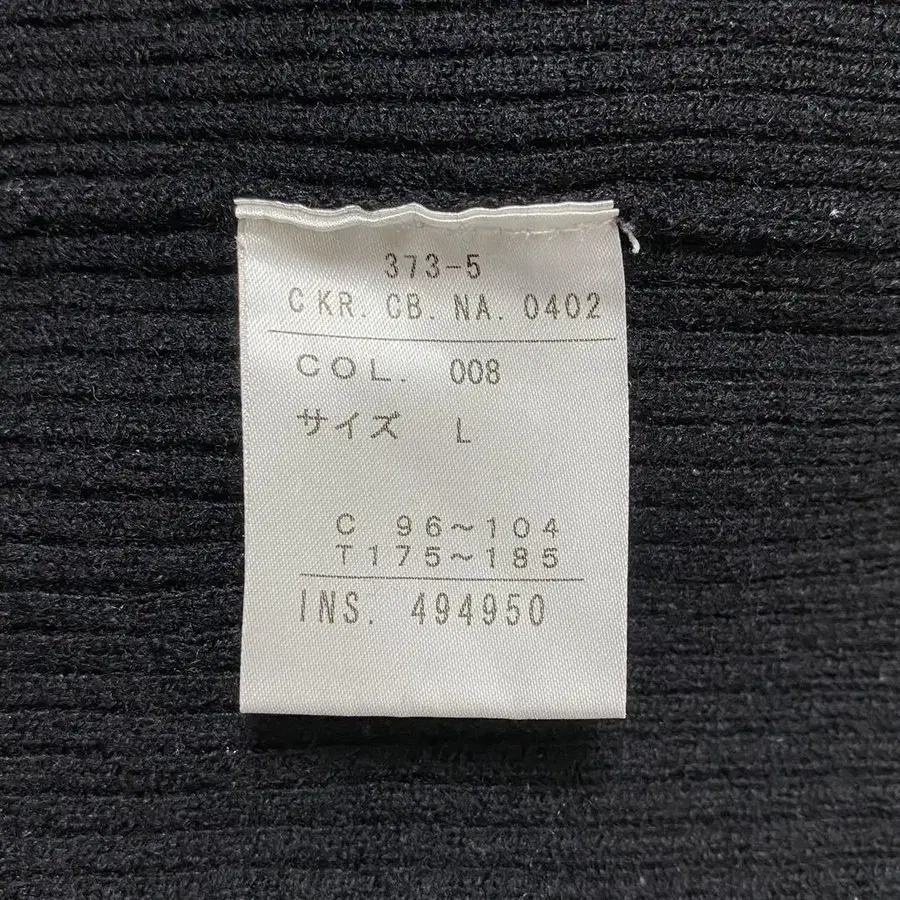 373-5
C KR. CB. NA. 0402
COL. 008
サイズ L
C 96〜104
T175〜185
INS. 494950